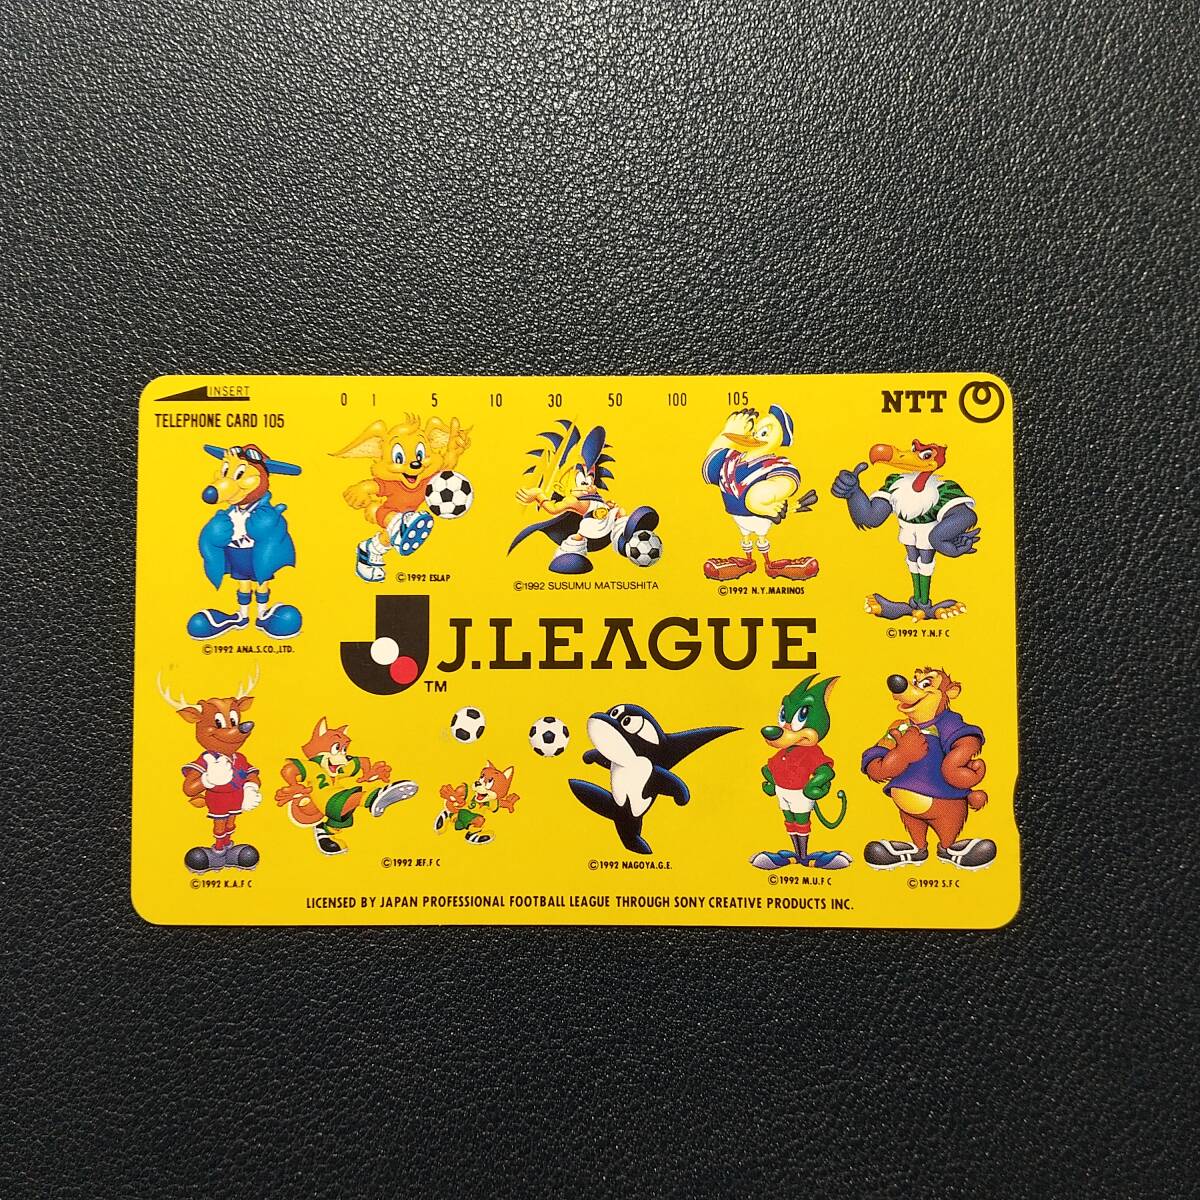 INSERT
TELEPHONE CARD 105
0 1 5 10 30 50 100 105
NTT
©1992 ESLAP
©1992 SUSUMU MATSUSHITA
©1992 N.Y.MARINOS
©1992 Y.N.F C
©1992 ANA.S.CO.,LTD.
J.LEAGUE
TM
2
©1992 K.A.F C
©1992 JEF.F C
©1992 NAGOYA.G.E.
©1992 M.U.F C
©1992 S.F C
LICENSED BY JAPAN PROFESSIONAL FOOTBALL LEAGUE THROUGH SONY CREATIVE PRODUCTS INC.